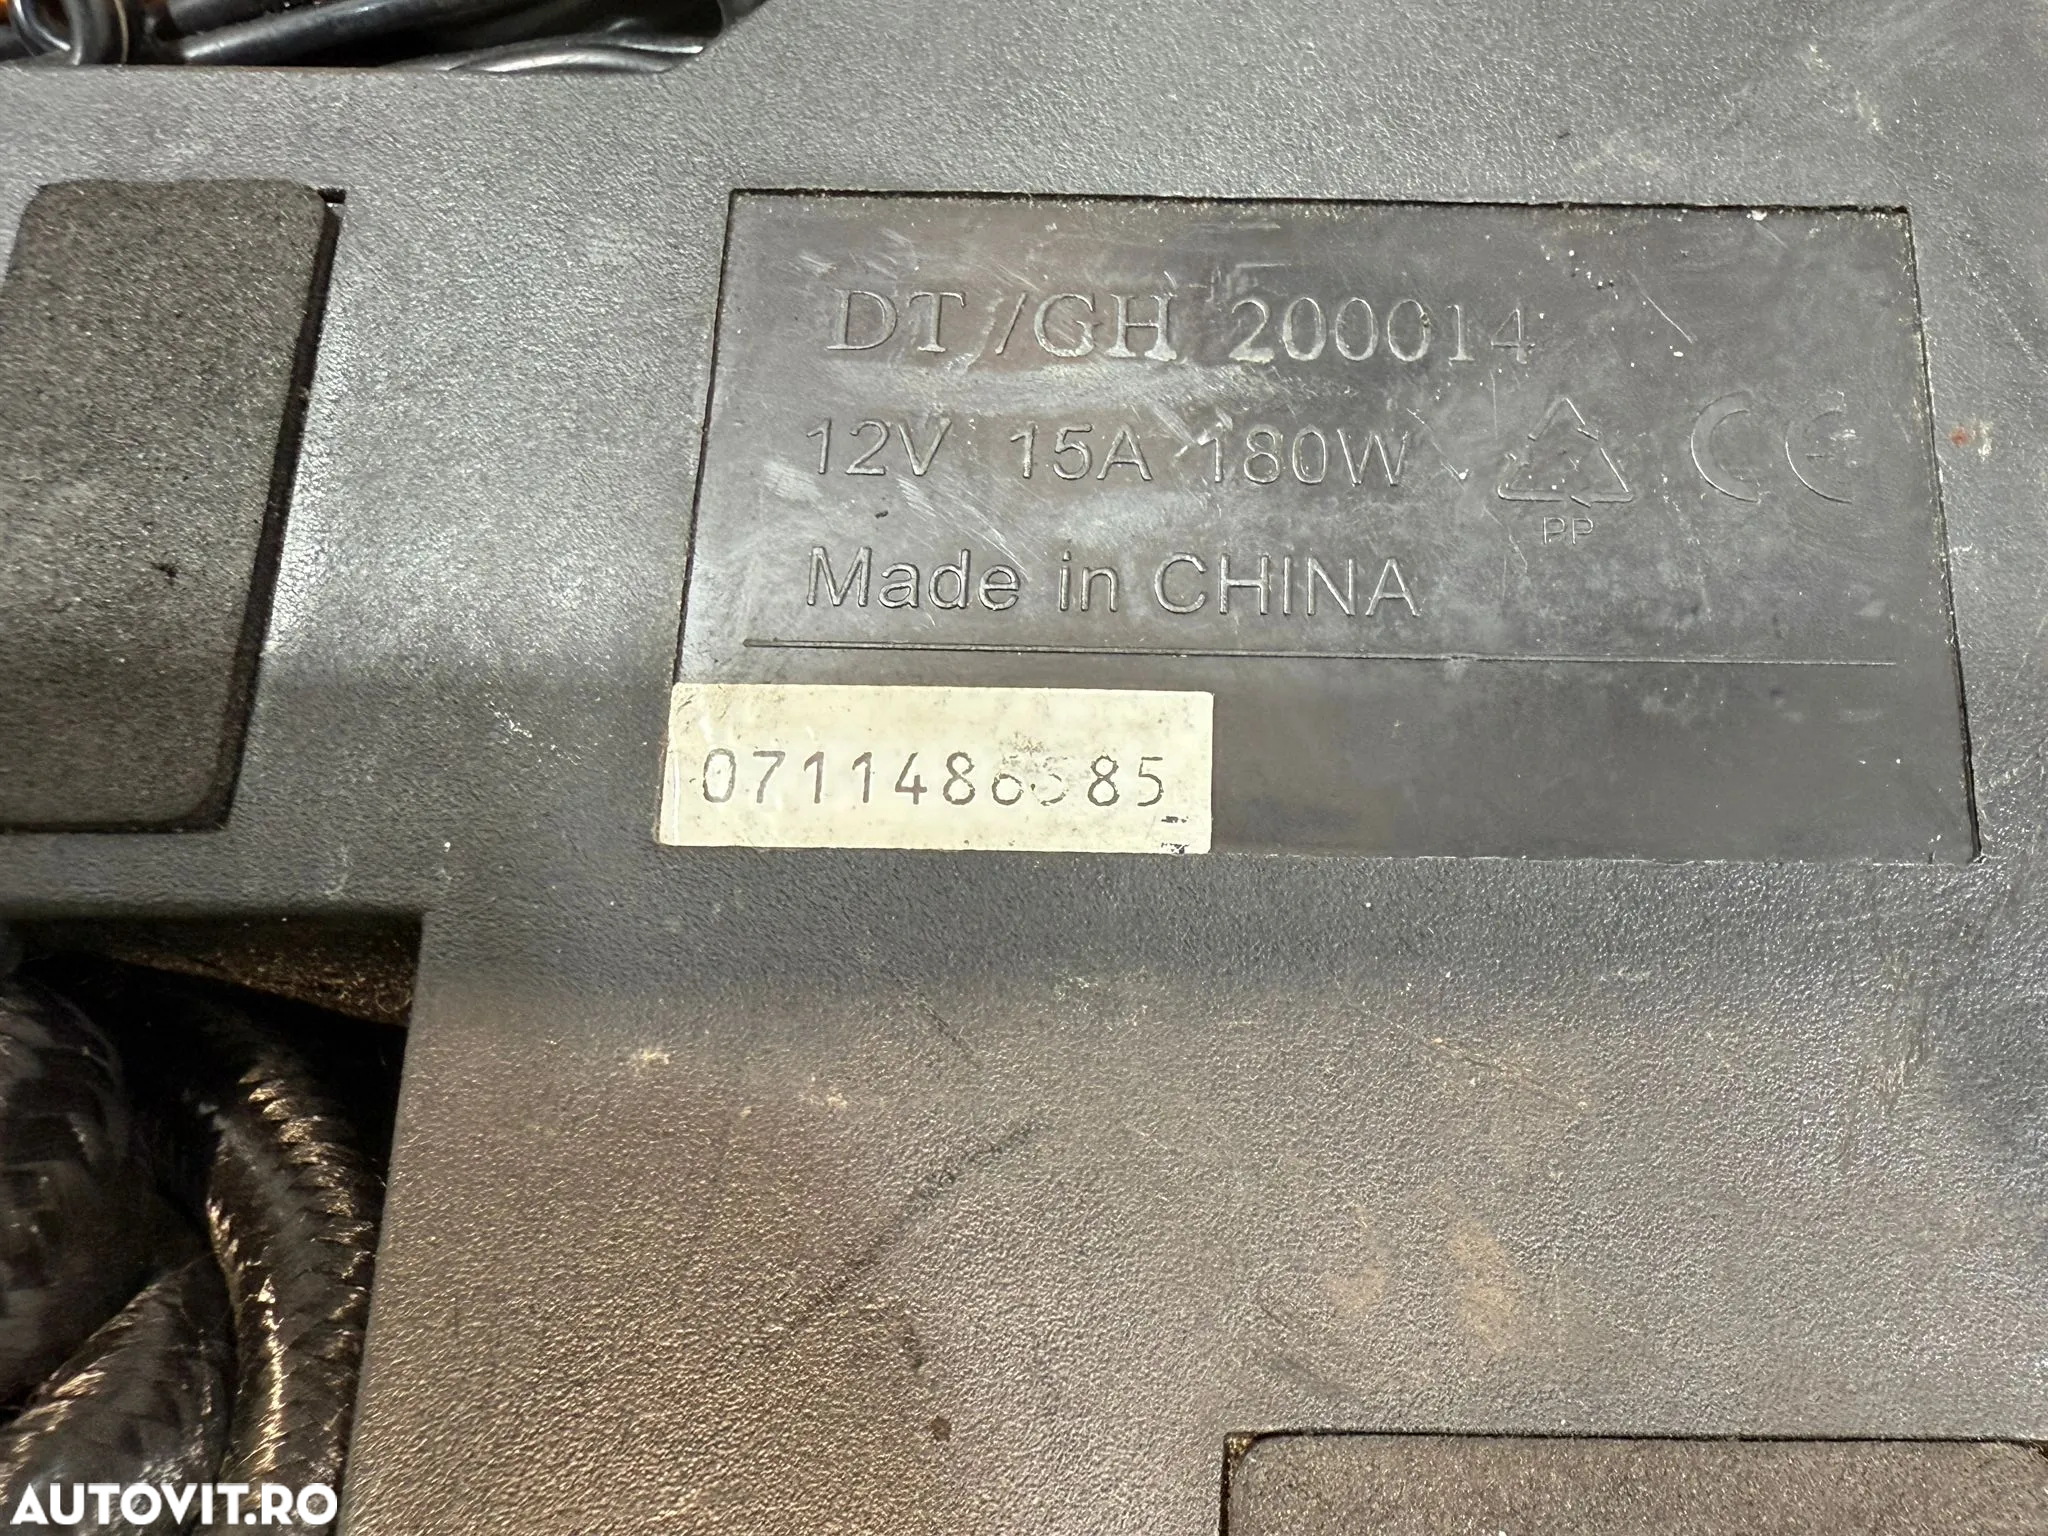 DT/GH 200014
12V 15A 180W
PP
CE
Made in CHINA
AUTOVIT.RO